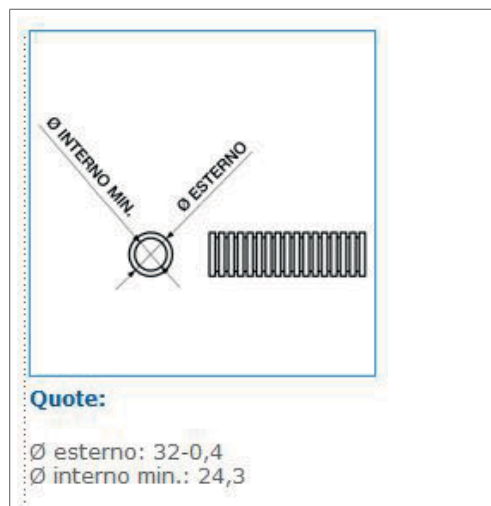 Ø INTERNO MIN.
Ø ESTERNO
Quote:
Ø esterno: 32-0,4
Ø interno min.: 24,3